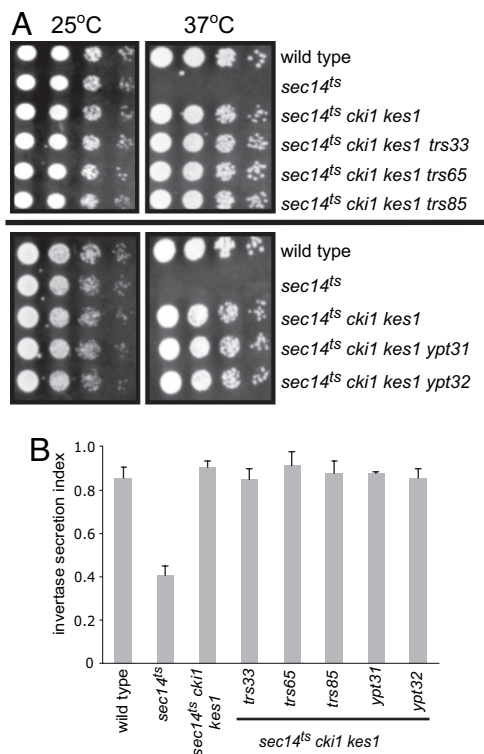 A
25°C
37°C
wild type
sec14ts
sec14ts cki1 kes1
sec14ts cki1 kes1 trs33
sec14ts cki1 kes1 trs65
sec14ts cki1 kes1 trs85
wild type
sec14ts
sec14ts cki1 kes1
sec14ts cki1 kes1 ypt31
sec14ts cki1 kes1 ypt32
B
invertase secretion index
1.0
0.8
0.6
0.4
0.2
0
wild type
sec14ts
sec14ts cki1
kes1
trs33
trs65
trs85
ypt31
ypt32
sec14ts cki1 kes1